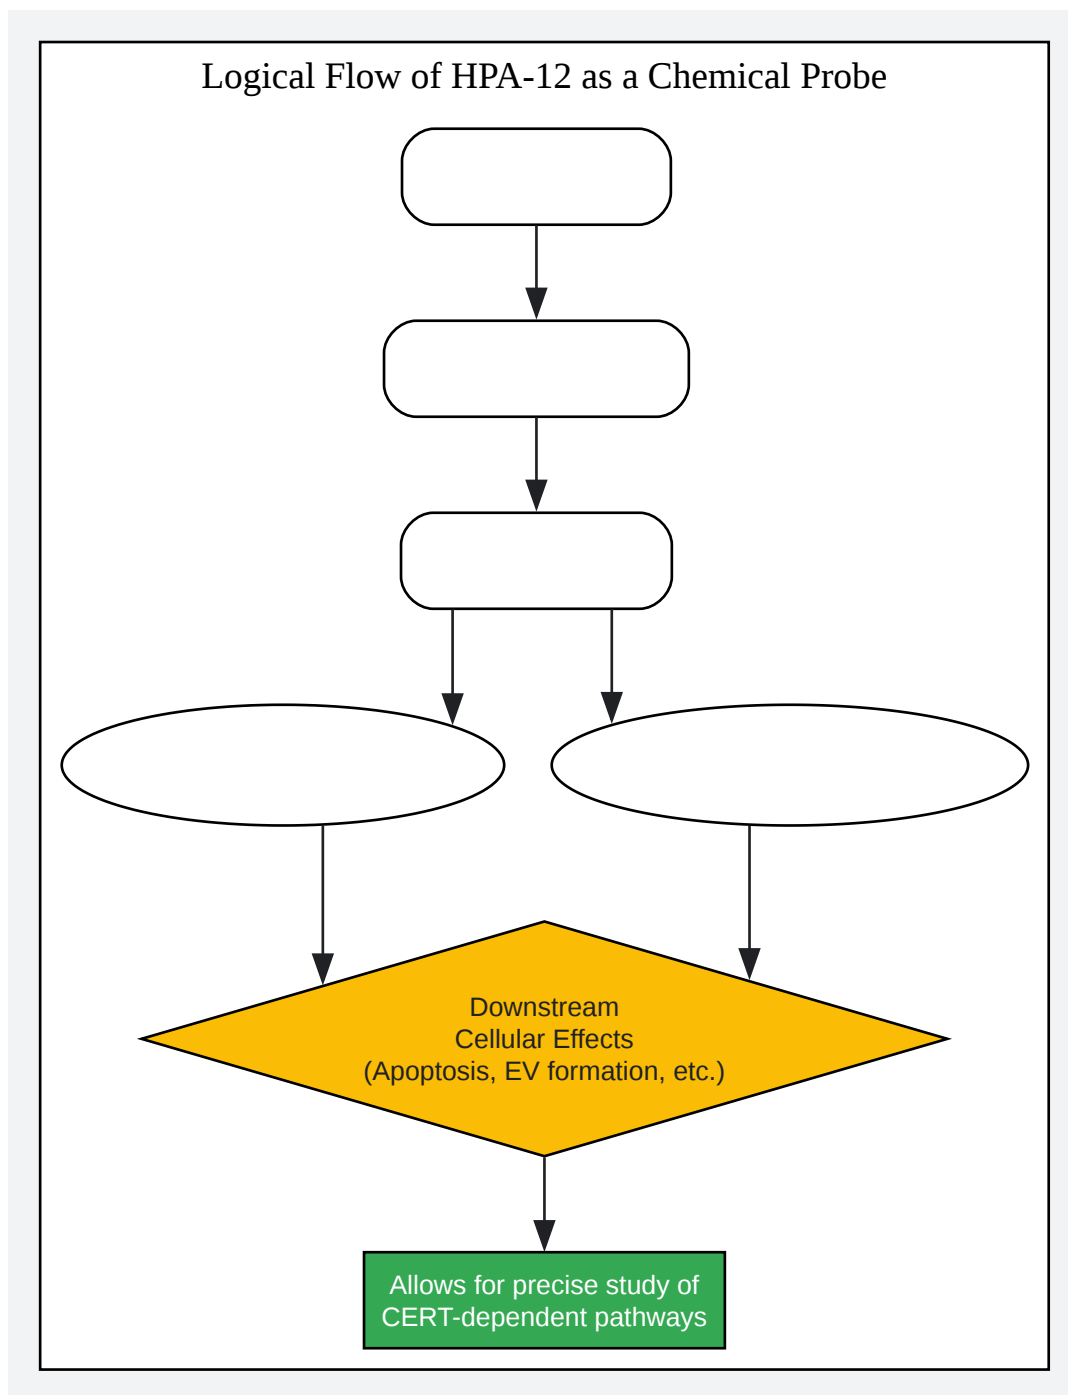 Logical Flow of HPA-12 as a Chemical Probe
Downstream
Cellular Effects
(Apoptosis, EV formation, etc.)
Allows for precise study of
CERT-dependent pathways